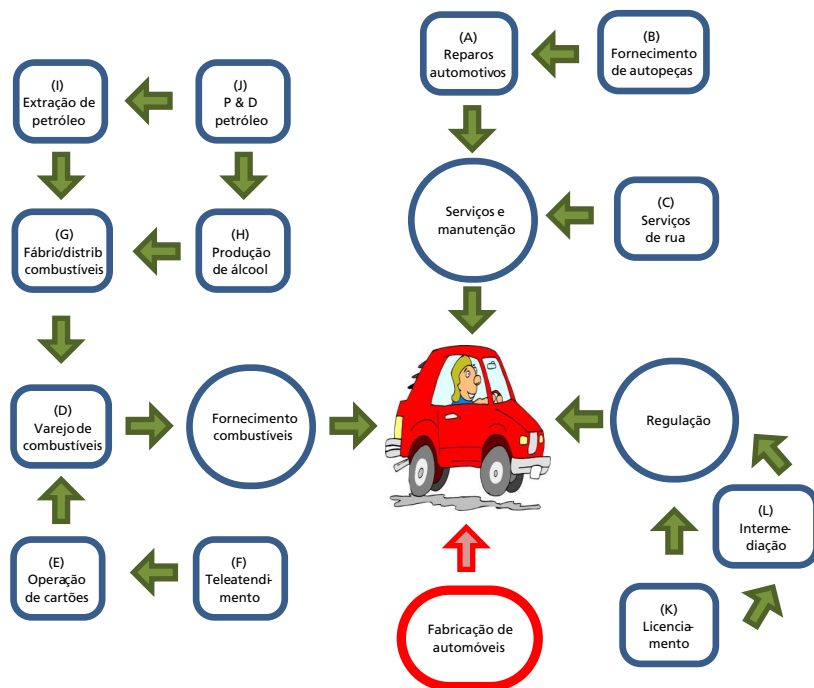 (A)
Reparos
automotivos
(B)
Fornecimento
de autopeças
(I)
Extração de
petróleo
(J)
P & D
petróleo
Serviços e
manutenção
(C)
Serviços
de rua
(G)
Fábric/distrib
combustíveis
(H)
Produção
de álcool
(D)
Varejo de
combustíveis
Fornecimento
combustíveis
Regulação
(L)
Interme-
diação
(E)
Operação
de cartões
(F)
Teleatendi-
mento
Fabricação de
automóveis
(K)
Licencia-
mento